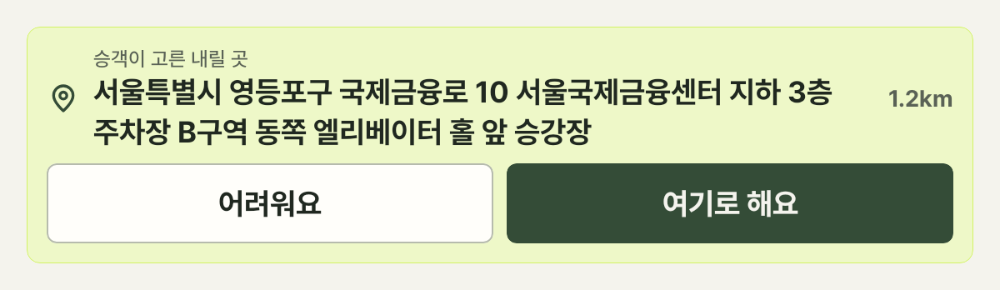 승객이 고른 내릴 곳
서울특별시 영등포구 국제금융로 10 서울국제금융센터 지하 3층
1.2km
주차장 B구역 동쪽 엘리베이터 홀 앞 승강장
어려워요
여기로 해요